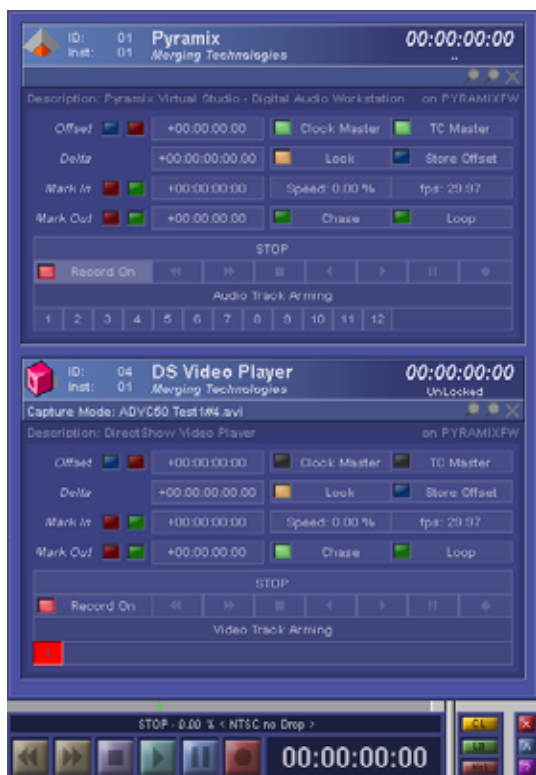 ID: 01 Pyramix 00:00:00:00
Inst: 01 Merging Technologies ..
Description: Pyramix Virtual Studio - Digital Audio Workstation on PYRAMIXFW
Offset +00:00:00.00 Clock Master TC Master
Delta +00:00:00:00.00 Lock Store Offset
Mark In +00:00:00:00 Speed: 0.00 % fps: 29.97
Mark Out +00:00:00.00 Chase Loop
STOP
Record On
Audio Track Arming
1 2 3 4 5 6 7 8 9 10 11 12
ID: 04 DS Video Player 00:00:00:00
Inst: 01 Merging Technologies UnLocked
Capture Mode: ADVC50 Test1#4.avi
Description: DirectShow Video Player on PYRAMIXFW
Offset +00:00:00:00 Clock Master TC Master
Delta +00.00.00.00.00 Lock Store Offset
Mark In +00:00:00:00 Speed: 0.00 % fps: 29.97
Mark Out +00.00.00.00 Chase Loop
STOP
Record On
Video Track Arming
1
STOP - 0.00 % < NTSC no Drop >
CL
00:00:00:00